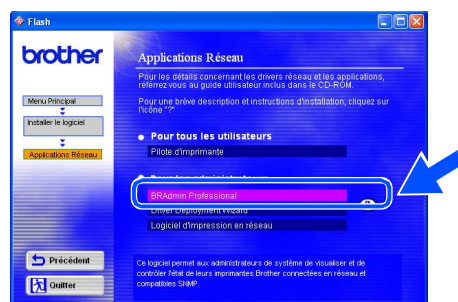 Flash
brother
Applications Réseau
Pour les détails concernant les drivers réseau et les applications,
référez vous au guide utilisateur inclus dans le CD-ROM.
Pour une brève description et instructions d'installation, cliquez sur
l'icône "?"
Menu Principal
Installer le logiciel
Applications Réseau
Pour tous les utilisateurs
Pilote d'imprimante
Pour les administrateurs
BRAdmin Professional
Driver Deployment Wizard
Logiciel d'impression en réseau
Précédent
Quitter
Ce logiciel permet aux administrateurs de système de visualiser et de
contrôler l'état de leurs imprimantes Brother connectées en réseau et
compatibles SNMP.